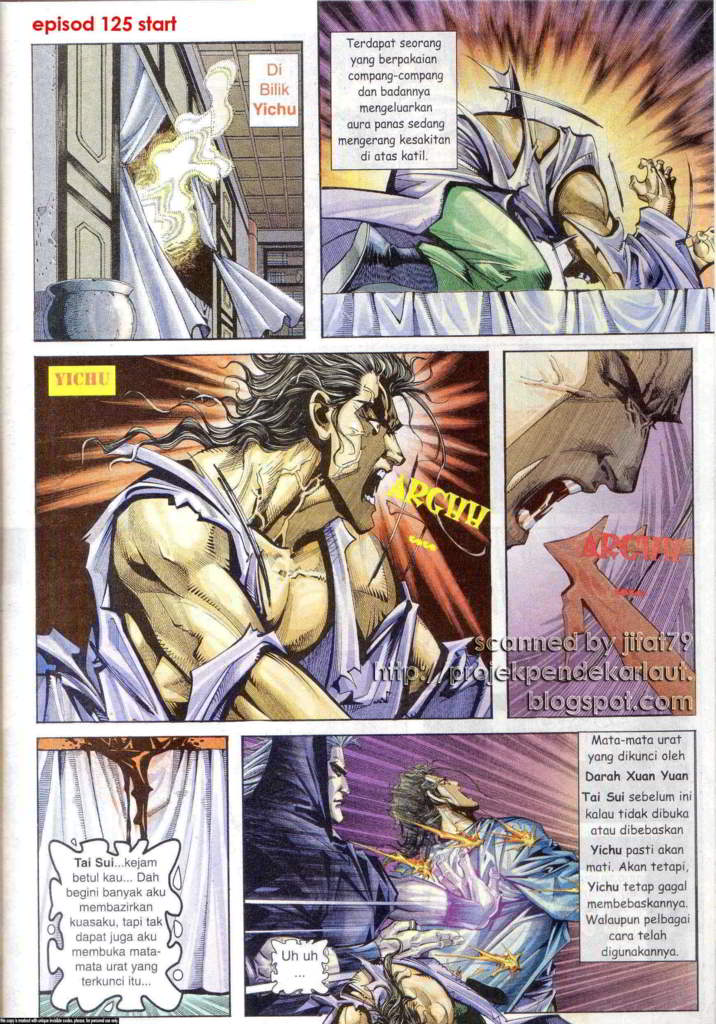 episod 125 start
Di
Bilik
Yichu
Terdapat seorang
yang berpakaian
compang-compang
dan badannya
mengeluarkan
aura panas sedang
mengerang kesakitan
di atas katil.
YICHU
ARGHH
...
ARGHH
...
scanned by jifat79
http://projekpendekarlaut.
blogspot.com
Tai Sui...kejam
betul kau... Dah
begini banyak aku
membazirkan
kuasaku, tapi tak
dapat juga aku
membuka mata-
mata urat yang
terkunci itu...
Uh uh
...
Mata-mata urat
yang dikunci oleh
Darah Xuan Yuan
Tai Sui sebelum ini
kalau tidak dibuka
atau dibebaskan
Yichu pasti akan
mati. Akan tetapi,
Yichu tetap gagal
membebaskannya.
Walaupun pelbagai
cara telah
digunakannya.